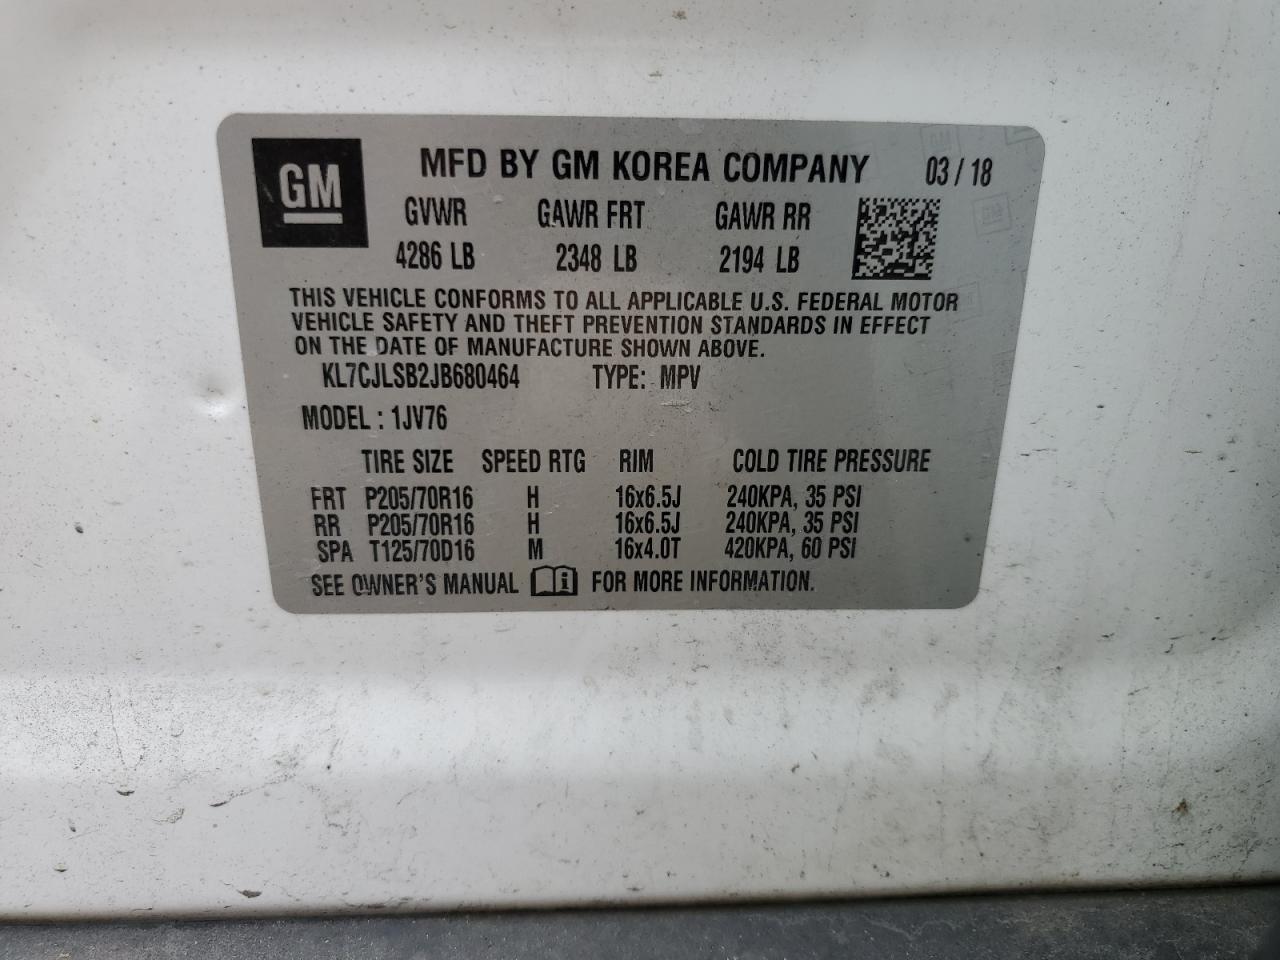 GM MFD BY GM KOREA COMPANY 03 / 18
GVWR GAWR FRT GAWR RR
4286 LB 2348 LB 2194 LB
THIS VEHICLE CONFORMS TO ALL APPLICABLE U.S. FEDERAL MOTOR
VEHICLE SAFETY AND THEFT PREVENTION STANDARDS IN EFFECT
ON THE DATE OF MANUFACTURE SHOWN ABOVE.
KL7CJLSB2JB680464 TYPE: MPV
MODEL : 1JV76
TIRE SIZE SPEED RTG RIM COLD TIRE PRESSURE
FRT P205/70R16 H 16x6.5J 240KPA, 35 PSI
RR P205/70R16 H 16x6.5J 240KPA, 35 PSI
SPA T125/70D16 M 16x4.0T 420KPA, 60 PSI
SEE OWNER'S MANUAL i FOR MORE INFORMATION.